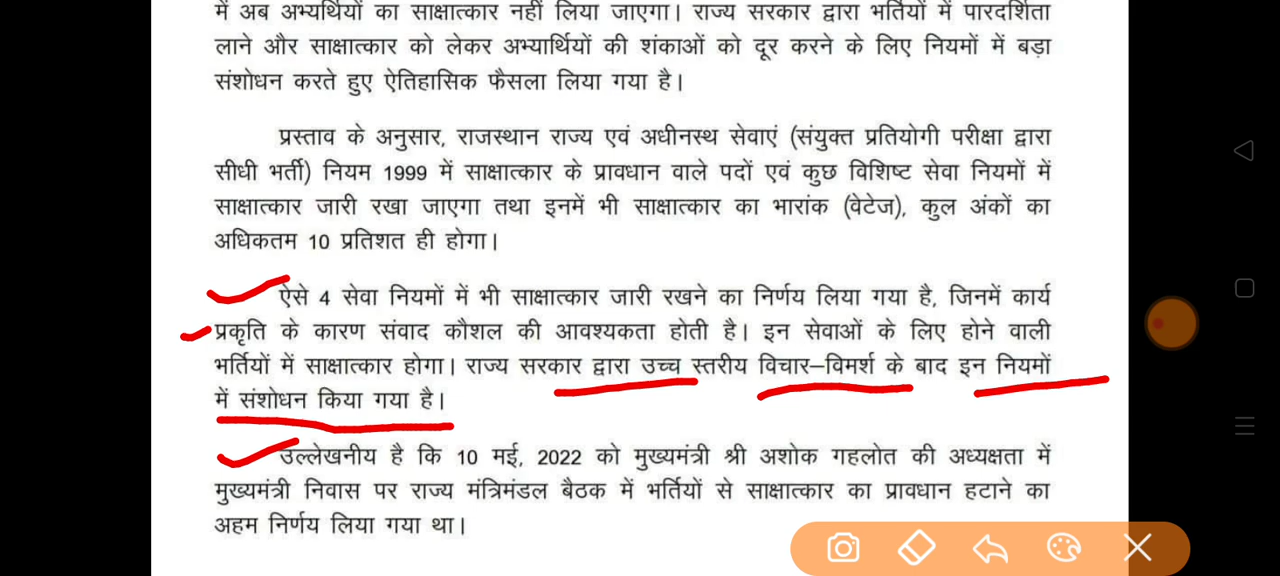 में अब अभ्यर्थियों का साक्षात्कार नहीं लिया जाएगा। राज्य सरकार द्वारा भर्तियों में पारदर्शिता
लाने और साक्षात्कार को लेकर अभ्यार्थियों की शंकाओं को दूर करने के लिए नियमों में बड़ा
संशोधन करते हुए ऐतिहासिक फैसला लिया गया है।
प्रस्ताव के अनुसार, राजस्थान राज्य एवं अधीनस्थ सेवाएं (संयुक्त प्रतियोगी परीक्षा द्वारा
सीधी भर्ती) नियम 1999 में साक्षात्कार के प्रावधान वाले पदों एवं कुछ विशिष्ट सेवा नियमों में
साक्षात्कार जारी रखा जाएगा तथा इनमें भी साक्षात्कार का भारांक (वेटेज), कुल अंकों का
अधिकतम 10 प्रतिशत ही होगा।
ऐसे 4 सेवा नियमों में भी साक्षात्कार जारी रखने का निर्णय लिया गया है, जिनमें कार्य
प्रकृति के कारण संवाद कौशल की आवश्यकता होती है। इन सेवाओं के लिए होने वाली
भर्तियों में साक्षात्कार होगा। राज्य सरकार द्वारा उच्च स्तरीय विचार–विमर्श के बाद इन नियमों
में संशोधन किया गया है।
उल्लेखनीय है कि 10 मई, 2022 को मुख्यमंत्री श्री अशोक गहलोत की अध्यक्षता में
मुख्यमंत्री निवास पर राज्य मंत्रिमंडल बैठक में भर्तियों से साक्षात्कार का प्रावधान हटाने का
अहम निर्णय लिया गया था।